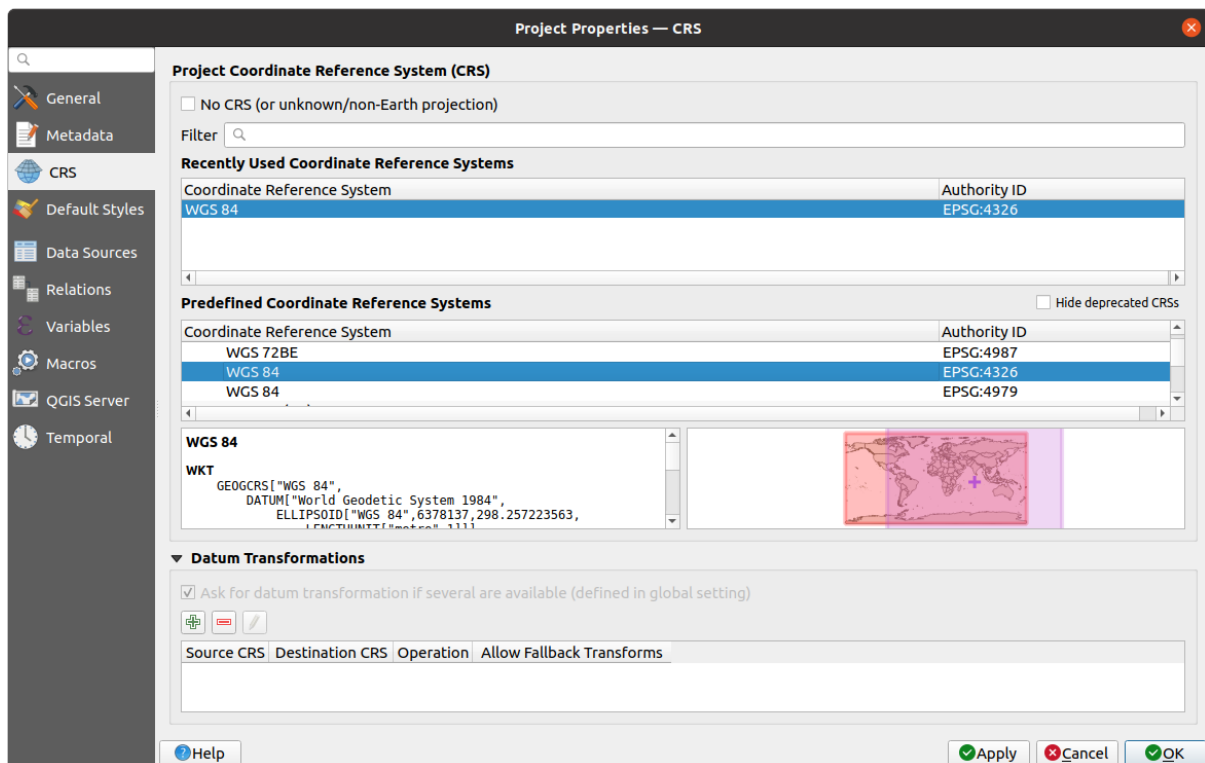 Project Properties — CRS
General
Metadata
CRS
Default Styles
Data Sources
Relations
Variables
Macros
QGIS Server
Temporal
Project Coordinate Reference System (CRS)
No CRS (or unknown/non-Earth projection)
Filter
Recently Used Coordinate Reference Systems
Coordinate Reference System Authority ID
WGS 84 EPSG:4326
Predefined Coordinate Reference Systems Hide deprecated CRSs
Coordinate Reference System Authority ID
WGS 72BE EPSG:4987
WGS 84 EPSG:4326
WGS 84 EPSG:4979
WGS 84
WKT
GEOGCRS["WGS 84",
DATUM["World Geodetic System 1984",
ELLIPSOID["WGS 84",6378137,298.257223563,
LENGTHUNIT["metre",1]]]
Datum Transformations
Ask for datum transformation if several are available (defined in global setting)
Source CRS Destination CRS Operation Allow Fallback Transforms
Help Apply Cancel OK